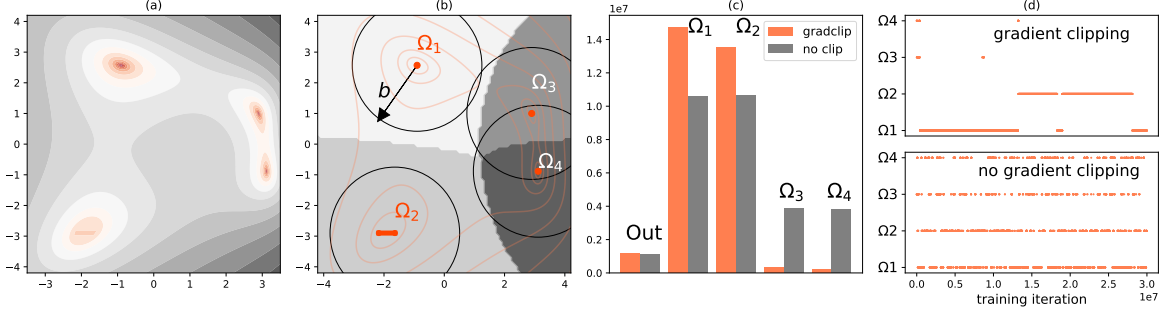 (a)
4
3
2
1
0
−1
−2
−3
−4
−3 −2 −1 0 1 2 3
(b)
4
3
2
1
0
−1
−2
−3
−4
Ω1
b
Ω3
Ω4
Ω2
−4 −2 0 2 4
(c)
1e7
1.4
1.2
1.0
0.8
0.6
0.4
0.2
0.0
Out
Ω1
Ω2
Ω3
Ω4
gradclip
no clip
(d)
Ω4
Ω3
Ω2
Ω1
gradient clipping
Ω4
Ω3
Ω2
Ω1
no gradient clipping
0.0 0.5 1.0 1.5 2.0 2.5 3.0
1e7
training iteration